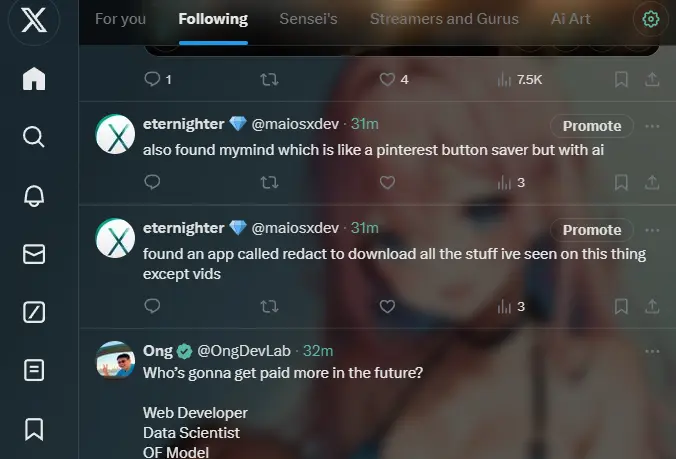 For you Following Sensei's Streamers and Gurus Ai Art
1 4 7.5K
eternighter 💎 @maiosxdev · 31m Promote
also found mymind which is like a pinterest button saver but with ai
3
eternighter 💎 @maiosxdev · 31m Promote
found an app called redact to download all the stuff ive seen on this thing
except vids
3
Ong @OngDevLab · 32m
Who's gonna get paid more in the future?
Web Developer
Data Scientist
OF Model